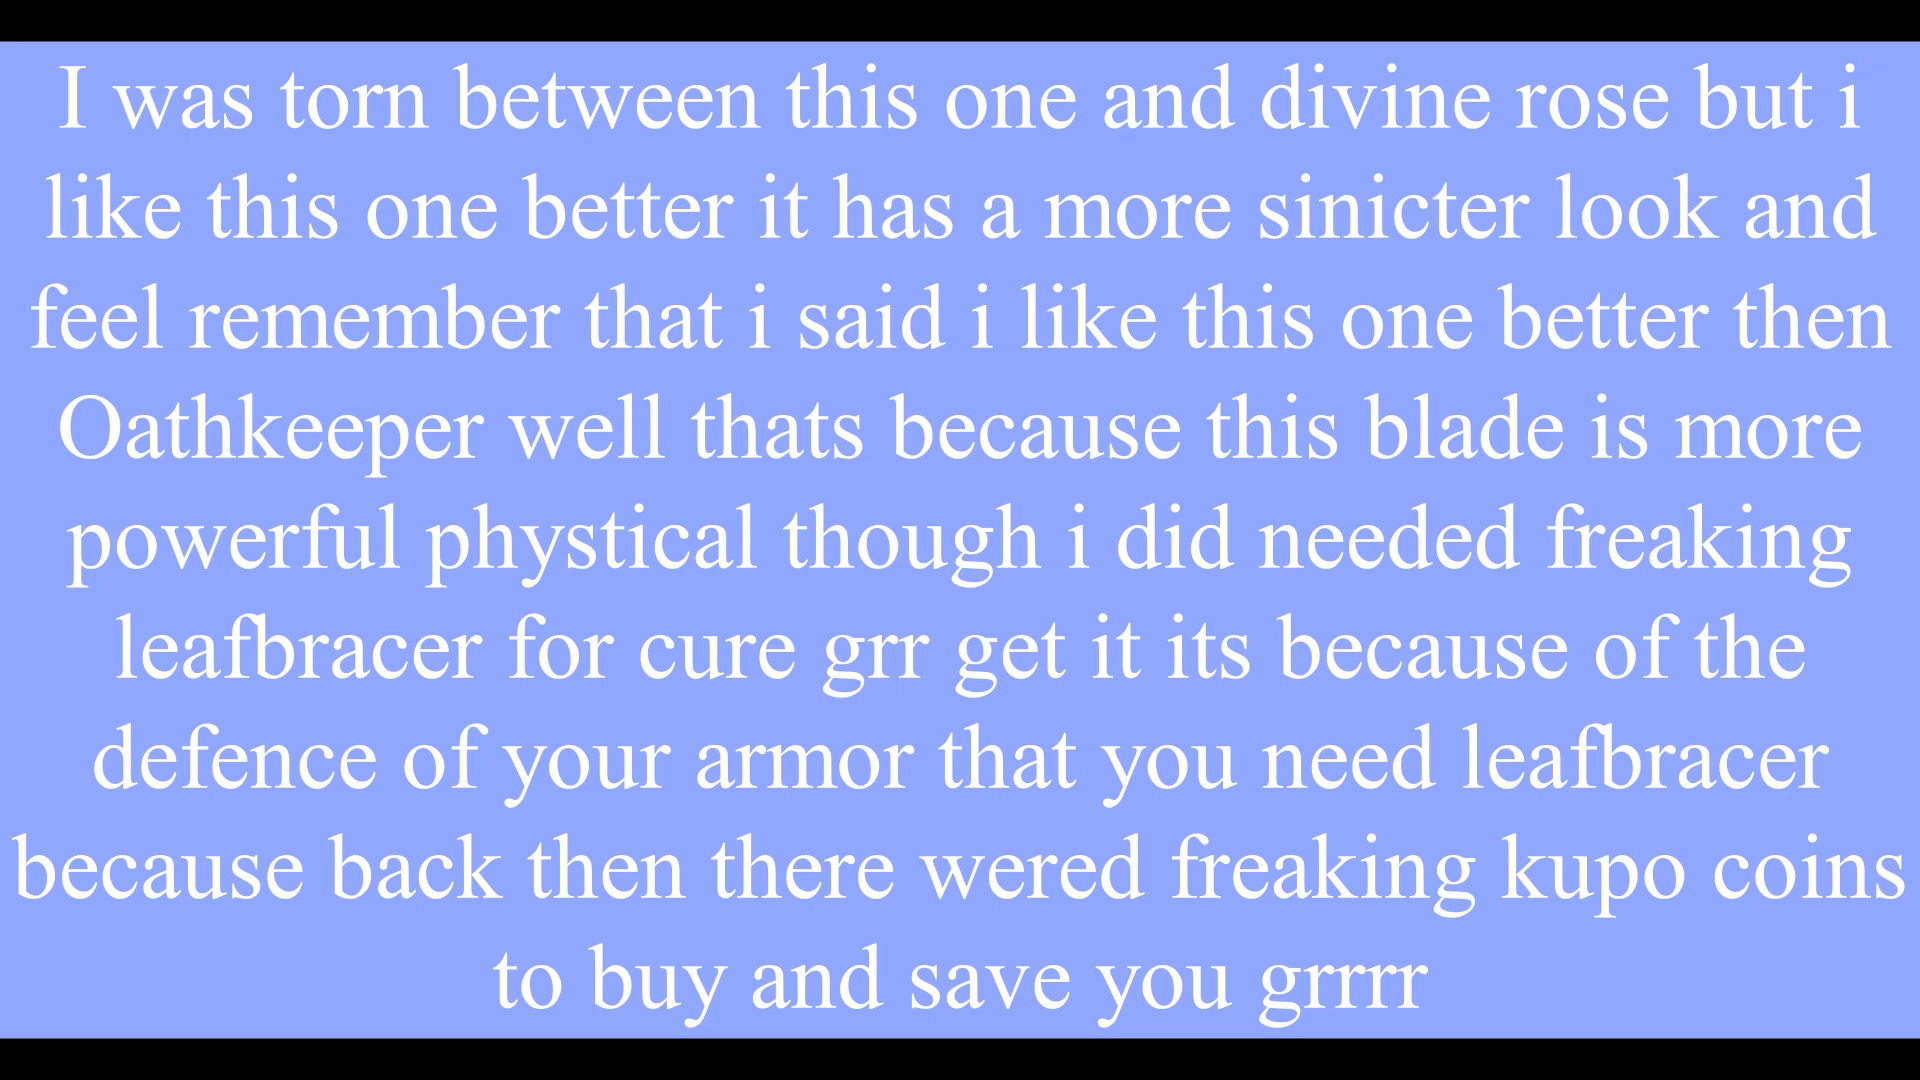 I was torn between this one and divine rose but i
like this one better it has a more sinicter look and
feel remember that i said i like this one better then
Oathkeeper well thats because this blade is more
powerful phystical though i did needed freaking
leafbracer for cure grr get it its because of the
defence of your armor that you need leafbracer
because back then there wered freaking kupo coins
to buy and save you grrrr